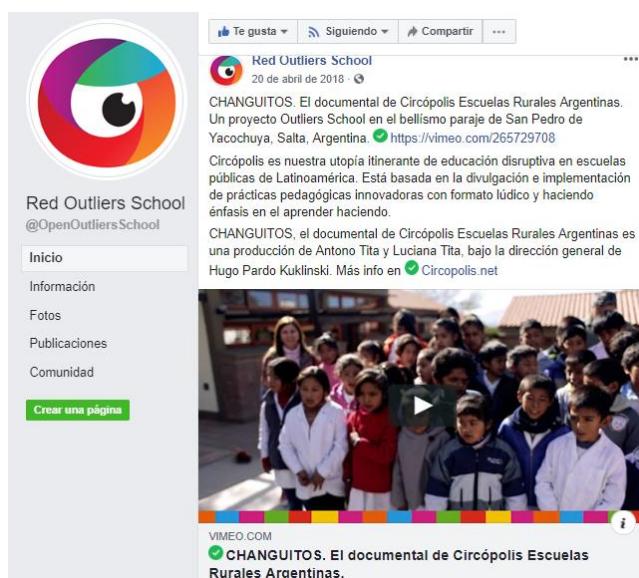 Te gusta Siguiendo Compartir
Red Outliers School
20 de abril de 2018
CHANGUITOS. El documental de Circópolis Escuelas Rurales Argentinas.
Un proyecto Outliers School en el bellísmo paraje de San Pedro de
Yacochuya, Salta, Argentina. https://vimeo.com/265729708
Circópolis es nuestra utopía itinerante de educación disruptiva en escuelas
públicas de Latinoamérica. Está basada en la divulgación e implementación
de prácticas pedagógicas innovadoras con formato lúdico y haciendo
énfasis en el aprender haciendo.
CHANGUITOS, el documental de Circópolis Escuelas Rurales Argentinas es
una producción de Antono Tita y Luciana Tita, bajo la dirección general de
Hugo Pardo Kuklinski. Más info en Circopolis.net
Red Outliers School
@OpenOutliersSchool
Inicio
Información
Fotos
Publicaciones
Comunidad
Crear una página
VIMEO.COM
CHANGUITOS. El documental de Circópolis Escuelas
Rurales Argentinas.